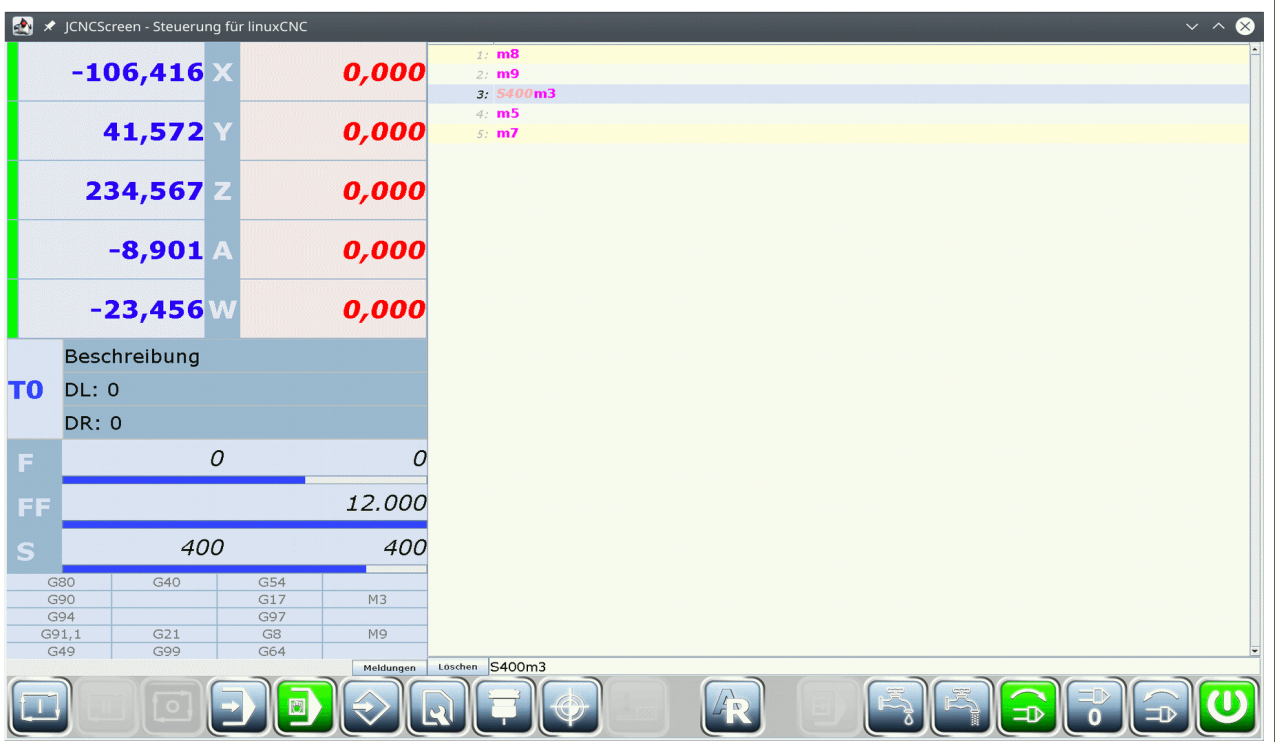 JCNCScreen - Steuerung für linuxCNC
-106,416 X 0,000
41,572 Y 0,000
234,567 Z 0,000
-8,901 A 0,000
-23,456 W 0,000
T0
Beschreibung
DL: 0
DR: 0
F 0 0
FF 12.000
S 400 400
G80 G40 G54
G90 G17 M3
G94 G97
G91,1 G21 G8 M9
G49 G99 G64
1: m8
2: m9
3: S400m3
4: m5
5: m7
Meldungen Löschen S400m3
I
AR
0